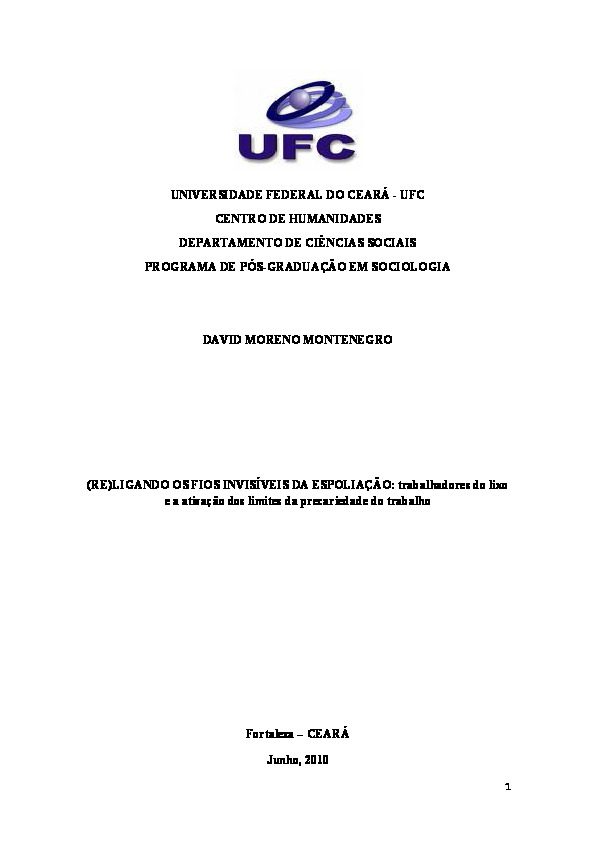 UFC
UNIVERSIDADE FEDERAL DO CEARÁ - UFC
CENTRO DE HUMANIDADES
DEPARTAMENTO DE CIÊNCIAS SOCIAIS
PROGRAMA DE PÓS-GRADUAÇÃO EM SOCIOLOGIA
DAVID MORENO MONTENEGRO
(RE)LIGANDO OS FIOS INVISÍVEIS DA ESPOLIAÇÃO: trabalhadores do lixo
e a ativação dos limites da precariedade do trabalho
Fortaleza – CEARÁ
Junho, 2010
1